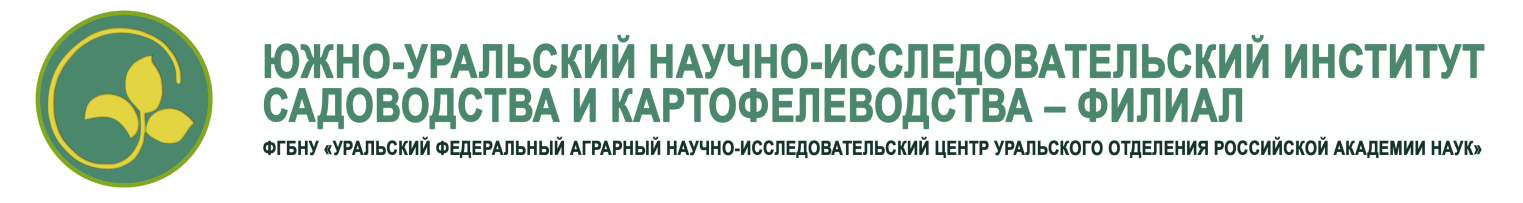 ЮЖНО-УРАЛЬСКИЙ НАУЧНО-ИССЛЕДОВАТЕЛЬСКИЙ ИНСТИТУТ
САДОВОДСТВА И КАРТОФЕЛЕВОДСТВА – ФИЛИАЛ
ФГБНУ «УРАЛЬСКИЙ ФЕДЕРАЛЬНЫЙ АГРАРНЫЙ НАУЧНО-ИССЛЕДОВАТЕЛЬСКИЙ ЦЕНТР УРАЛЬСКОГО ОТДЕЛЕНИЯ РОССИЙСКОЙ АКАДЕМИИ НАУК»